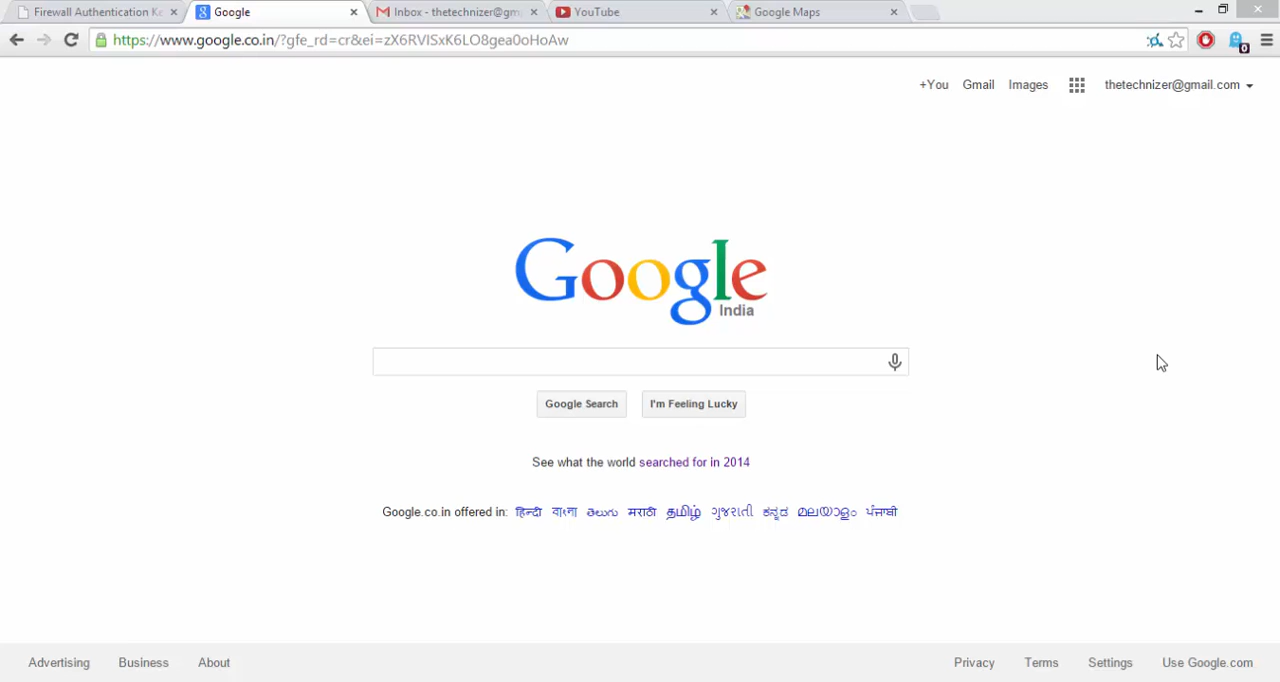 Firewall Authentication Ke
Google
Inbox - thetechnizer@gm
YouTube
Google Maps
https://www.google.co.in/?gfe_rd=cr&ei=zX6RVISxK6LO8gea0oHoAw
0
+You Gmail Images thetechnizer@gmail.com
Google
India
Google Search I'm Feeling Lucky
See what the world searched for in 2014
Google.co.in offered in: हिन्दी বাংলা తెలుగు मराठी தமிழ் ગુજરાતી ಕನ್ನಡ മലയാളം ਪੰਜਾਬੀ
Advertising Business About Privacy Terms Settings Use Google.com